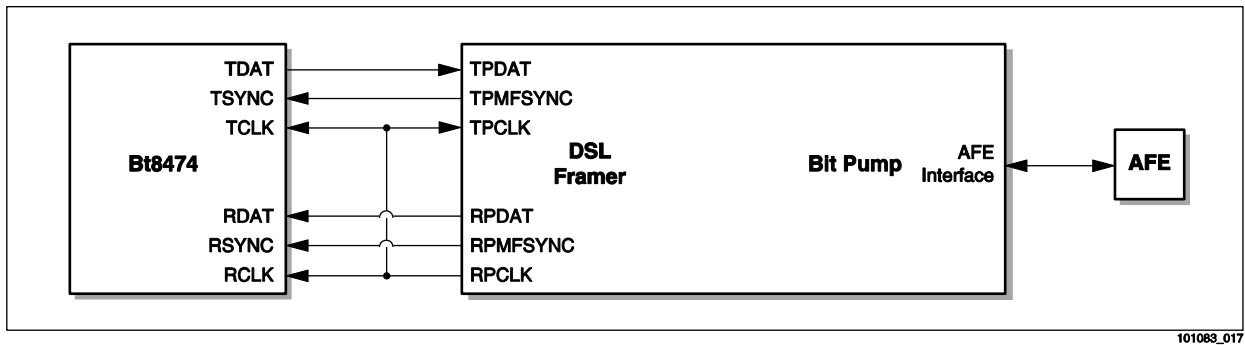 TDAT TPDAT
TSYNC TPMFSYNC
TCLK TPCLK
Bt8474 DSL Framer Bit Pump AFE Interface AFE
RDAT RPDAT
RSYNC RPMFSYNC
RCLK RPCLK
101083_017